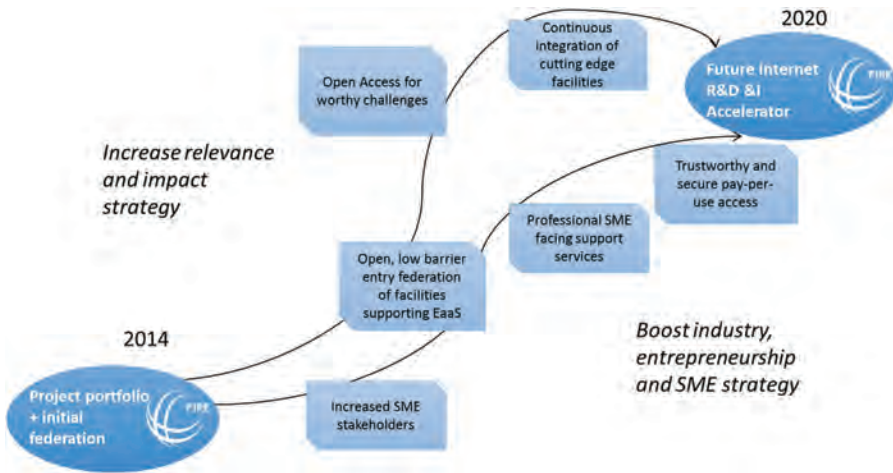 2020
Continuous
integration of
cutting edge
facilities
Future Internet
R&D &I
Accelerator
FIRE
Open Access for
worthy challenges
Increase relevance
and impact
strategy
Trustworthy and
secure pay-per-
use access
Professional SME
facing support
services
Open, low barrier
entry federation
of facilities
supporting EaaS
Boost industry,
entrepreneurship
and SME strategy
2014
Project portfolio
+ initial
federation
FIRE
Increased SME
stakeholders